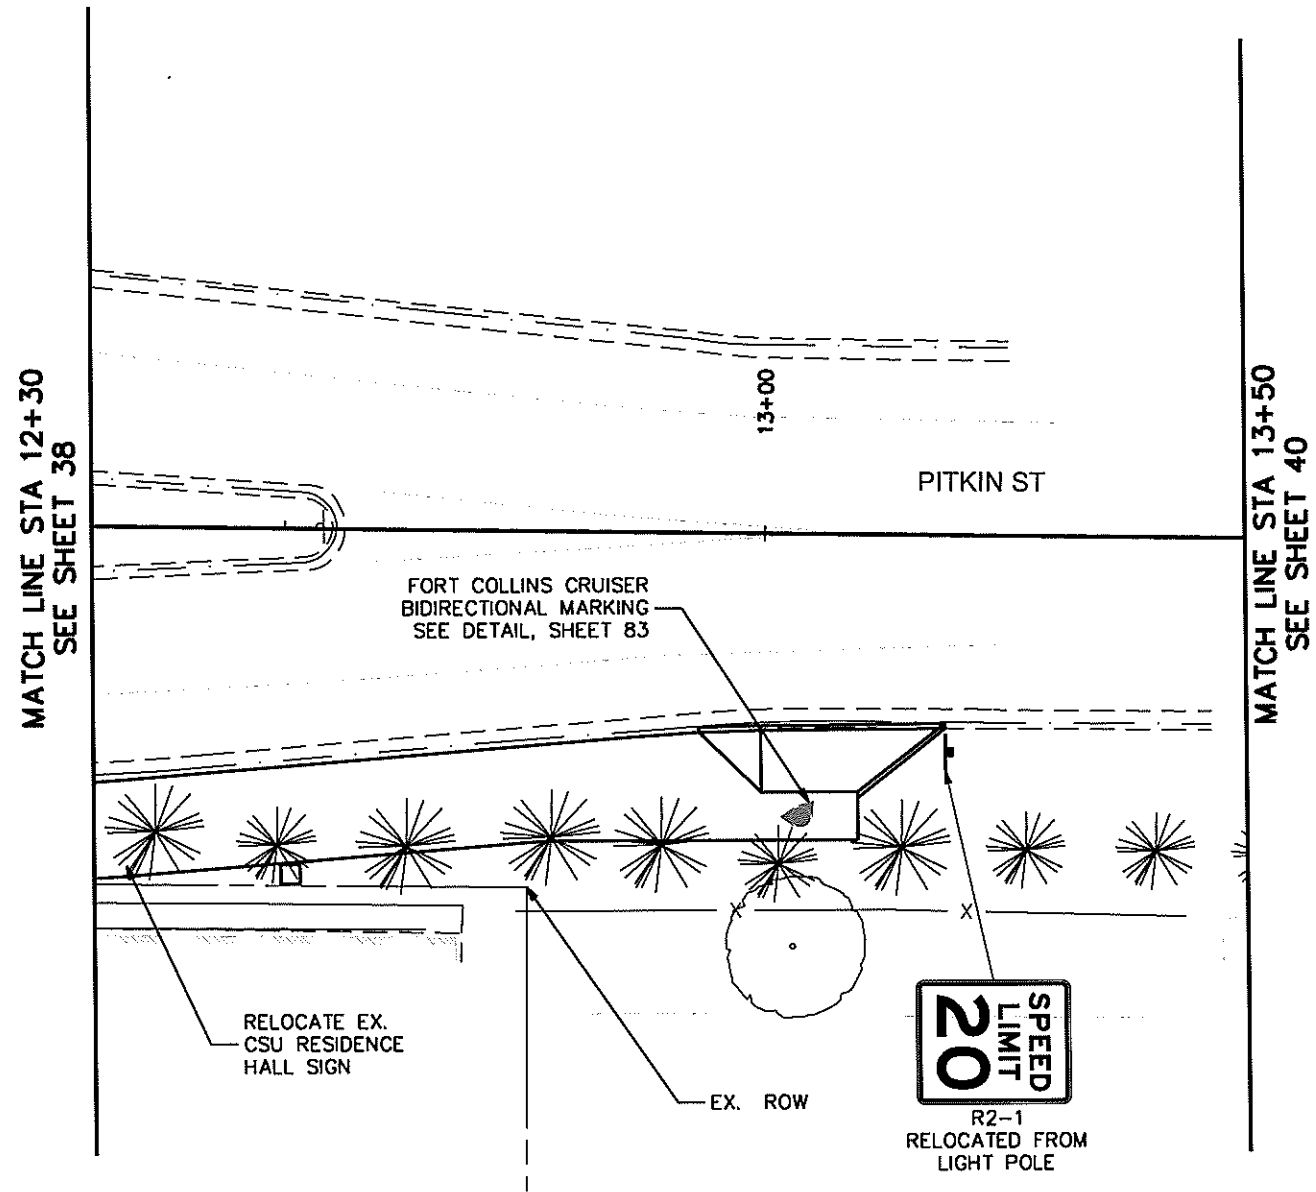 MATCH LINE STA 12+30
SEE SHEET 38
13+00
PITKIN ST
MATCH LINE STA 13+50
SEE SHEET 40
FORT COLLINS CRUISER
BIDIRECTIONAL MARKING
SEE DETAIL, SHEET 83
X
X
RELOCATE EX.
CSU RESIDENCE
HALL SIGN
EX. ROW
SPEED
LIMIT
20
R2-1
RELOCATED FROM
LIGHT POLE